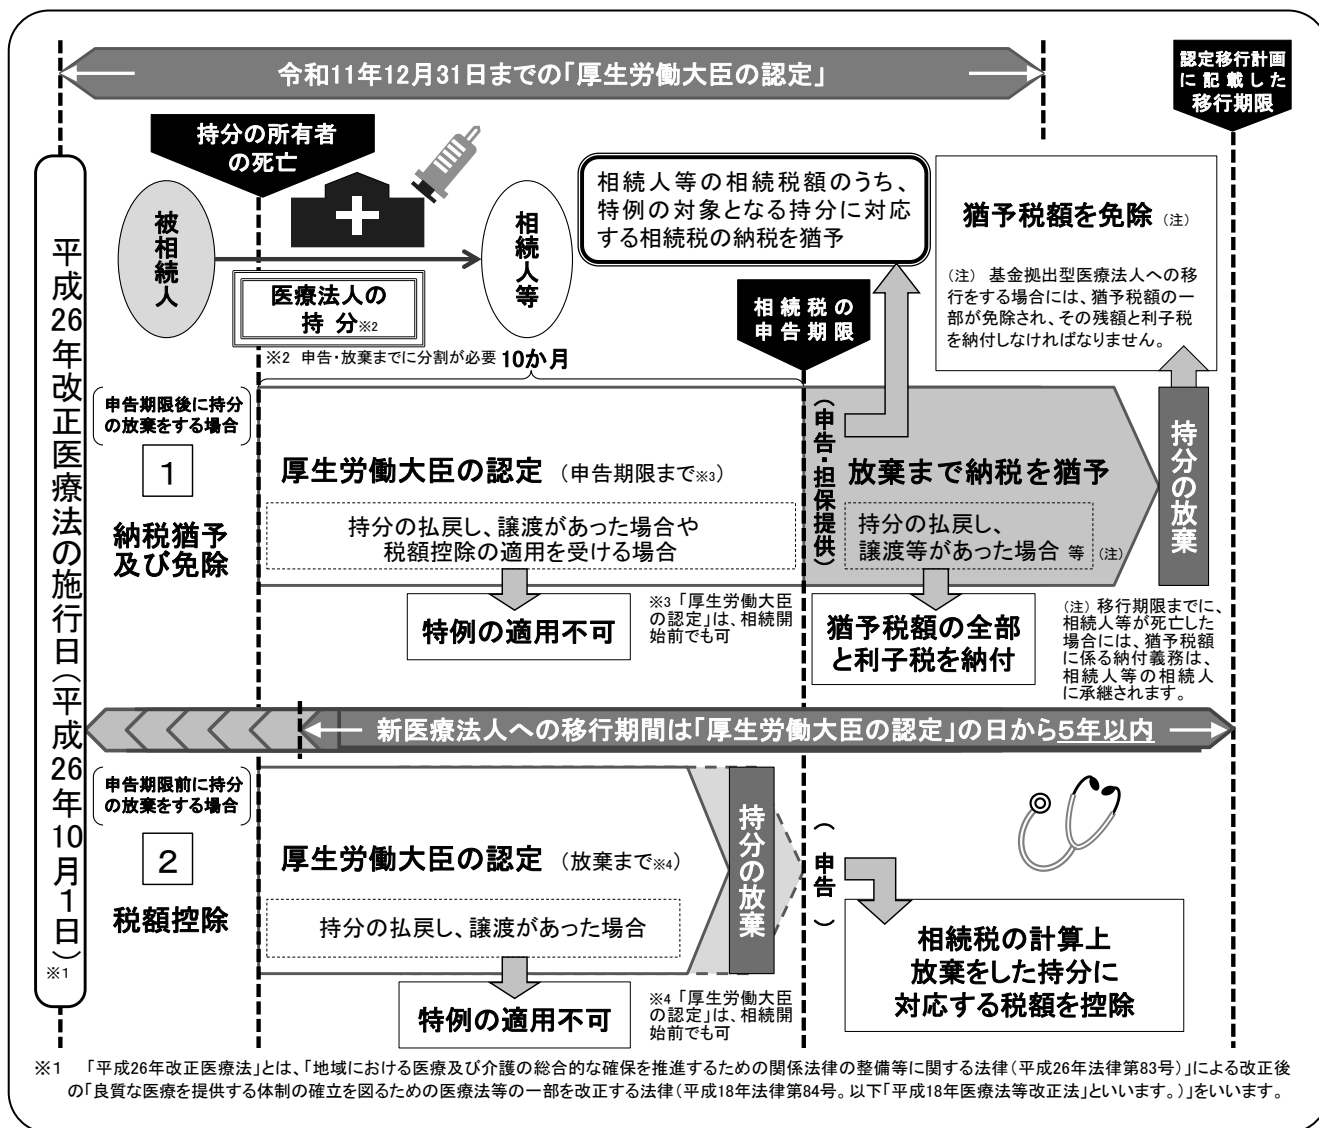 令和11年12月31日までの「厚生労働大臣の認定」
認定移行計画
に記載した
移行期限
持分の所有者
の死亡
平成26年改正医療法の施行日(平成26年10月1日)
※1
被相続人
相続人等
医療法人の
持 分※2
※2 申告・放棄までに分割が必要
10か月
相続税の
申告期限
相続人等の相続税額のうち、
特例の対象となる持分に対応
する相続税の納税を猶予
猶予税額を免除 (注)
(注) 基金拠出型医療法人への移
行をする場合には、猶予税額の一
部が免除され、その残額と利子税
を納付しなければなりません。
申告期限後に持分
の放棄をする場合
1
納税猶予
及び免除
厚生労働大臣の認定 (申告期限まで※3)
持分の払戻し、譲渡があった場合や
税額控除の適用を受ける場合
特例の適用不可
※3 「厚生労働大臣
の認定」は、相続開
始前でも可
(申告・担保提供)
放棄まで納税を猶予
持分の払戻し、
譲渡等があった場合 等 (注)
猶予税額の全部
と利子税を納付
持分の放棄
(注) 移行期限までに、
相続人等が死亡した
場合には、猶予税額
に係る納付義務は、
相続人等の相続人
に承継されます。
新医療法人への移行期間は「厚生労働大臣の認定」の日から5年以内
申告期限前に持分
の放棄をする場合
2
税額控除
厚生労働大臣の認定 (放棄まで※4)
持分の払戻し、譲渡があった場合
特例の適用不可
※4 「厚生労働大臣
の認定」は、相続開
始前でも可
持分の放棄
(申告)
相続税の計算上
放棄をした持分に
対応する税額を控除
※1 「平成26年改正医療法」とは、「地域における医療及び介護の総合的な確保を推進するための関係法律の整備等に関する法律(平成26年法律第83号)」による改正後
の「良質な医療を提供する体制の確立を図るための医療法等の一部を改正する法律(平成18年法律第84号。以下「平成18年医療法等改正法」といいます。)」をいいます。